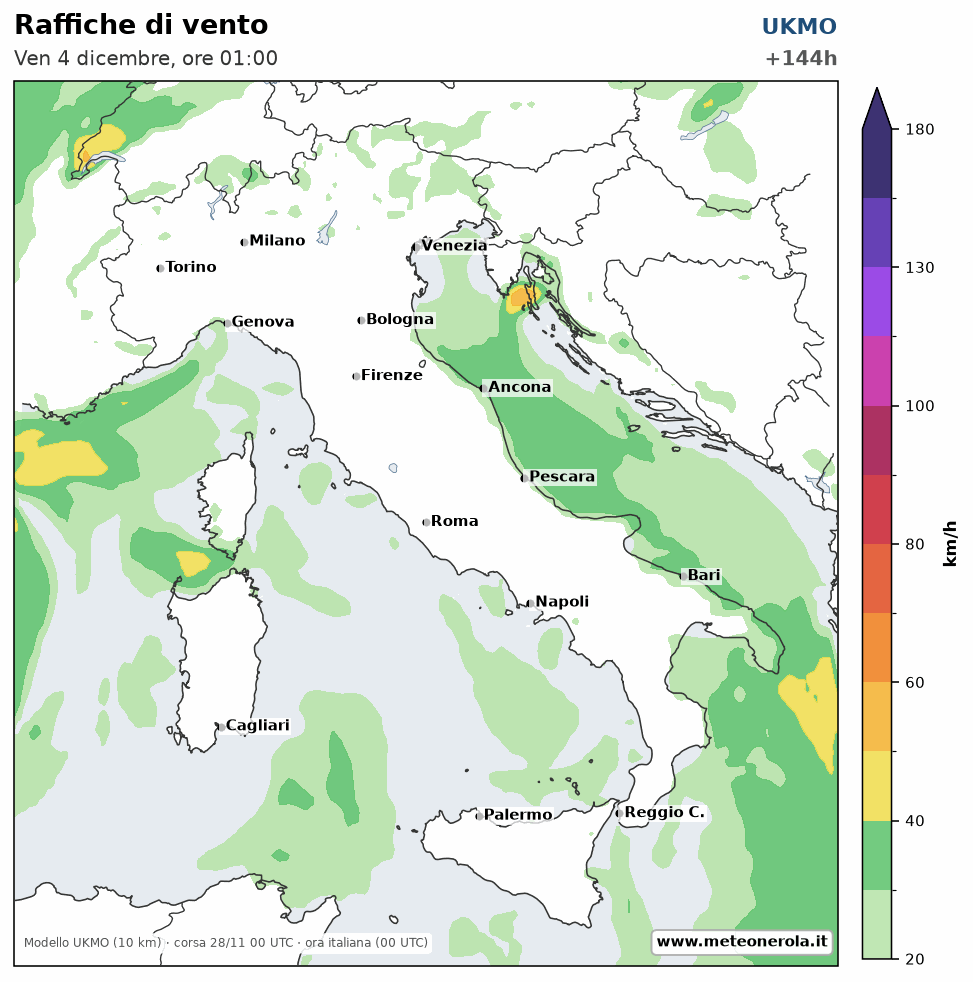 Raffiche di vento
UKMO
Ven 4 dicembre, ore 01:00
+144h
180
130
100
80
60
40
20
km/h
Milano
Venezia
Torino
Genova
Bologna
Firenze
Ancona
Pescara
Roma
Bari
Napoli
Cagliari
Palermo
Reggio C.
Modello UKMO (10 km) · corsa 28/11 00 UTC · ora italiana (00 UTC)
www.meteonerola.it